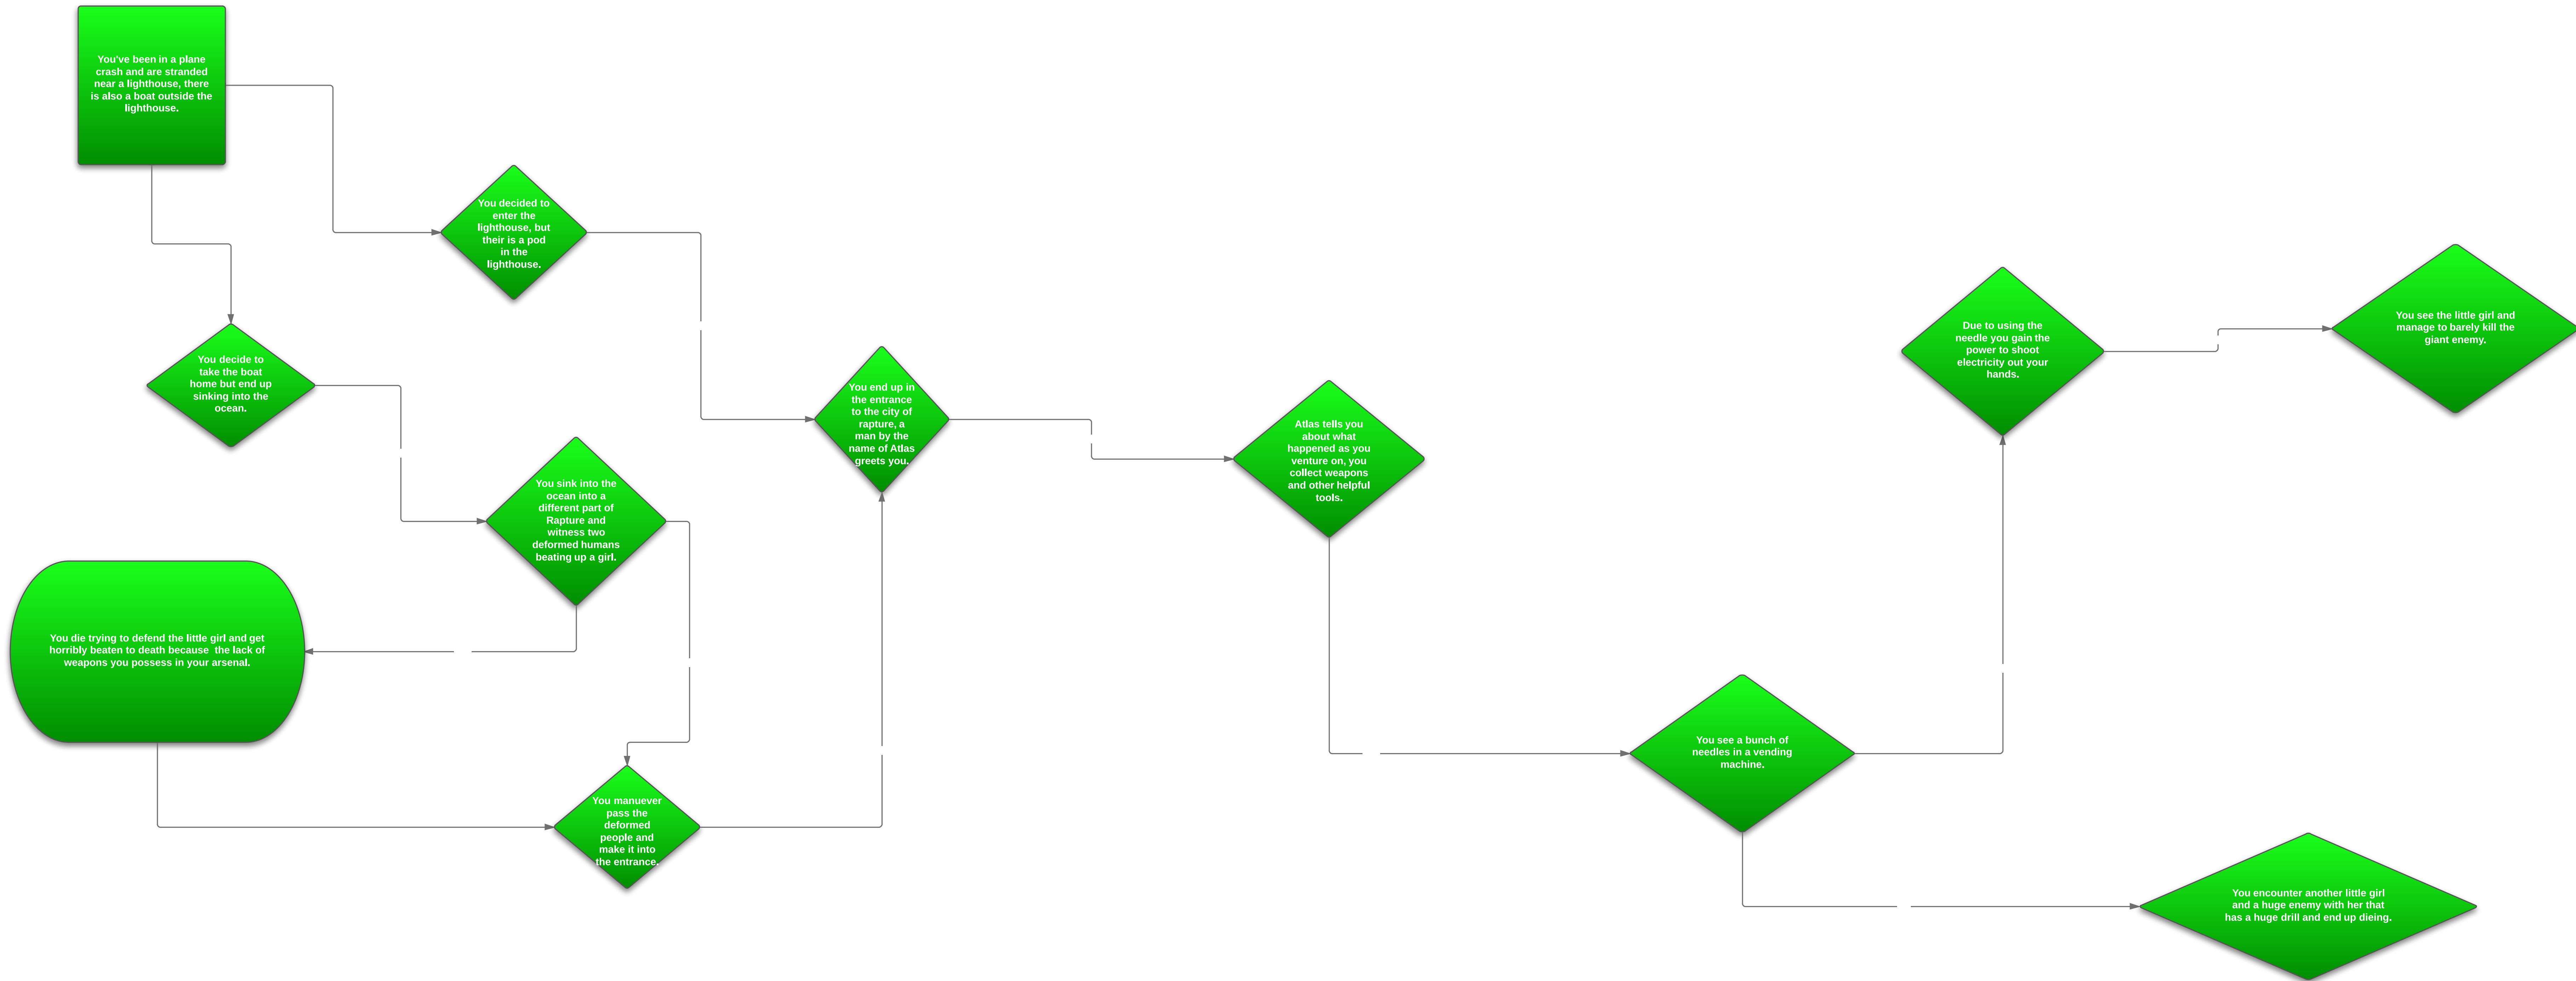 You've been in a plane
crash and are stranded
near a lighthouse, there
is also a boat outside the
lighthouse.
You decided to
enter the
lighthouse, but
their is a pod
in the
lighthouse.
You decide to
take the boat
home but end up
sinking into the
ocean.
You sink into the
ocean into a
different part of
Rapture and
witness two
deformed humans
beating up a girl.
You die trying to defend the little girl and get
horribly beaten to death because  the lack of
weapons you possess in your arsenal.
You manuever
pass the
deformed
people and
make it into
the entrance.
You end up in
the entrance
to the city of
rapture, a
man by the
name of Atlas
greets you.
Atlas tells you
about what
happened as you
venture on, you
collect weapons
and other helpful
tools.
You see a bunch of
needles in a vending
machine.
Due to using the
needle you gain the
power to shoot
electricity out your
hands.
You see the little girl and
manage to barely kill the
giant enemy.
You encounter another little girl
and a huge enemy with her that
has a huge drill and end up dieing.